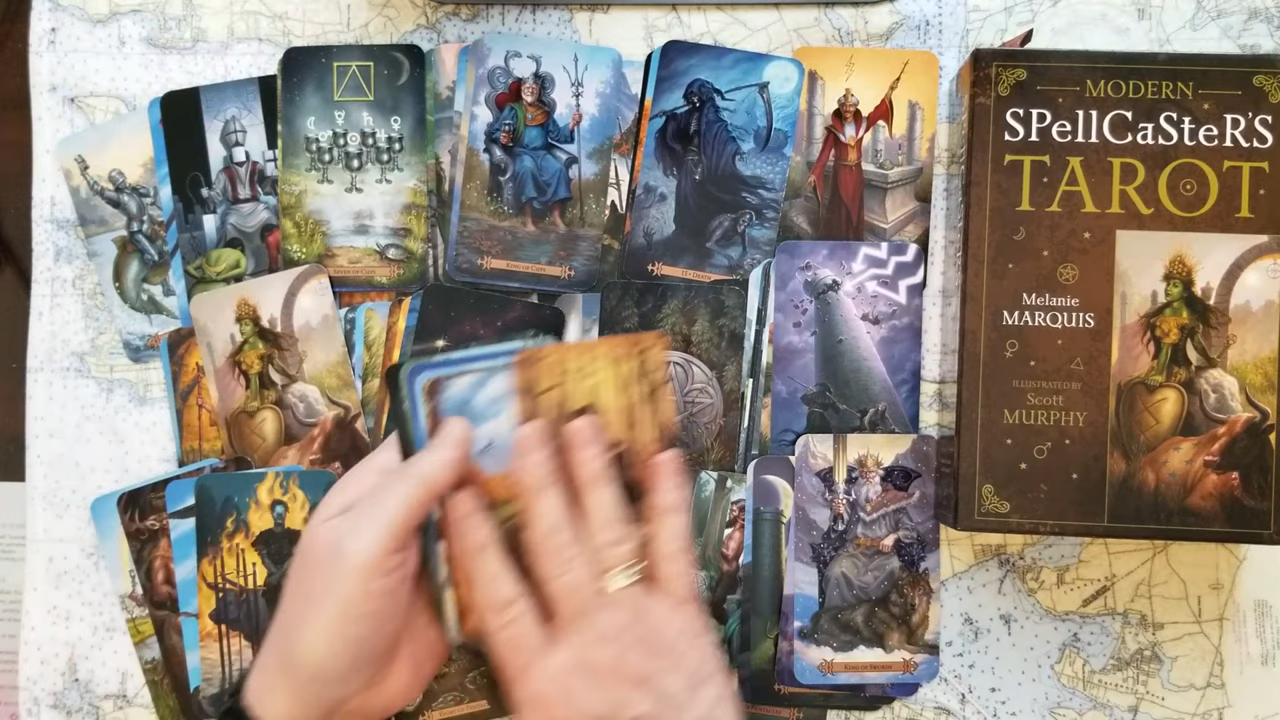 MODERN
SPellCaSteR'S
TAROT
Melanie
MARQUIS
ILLUSTRATED BY
Scott
MURPHY
SEVEN OF CUPS
KING OF CUPS
13 • DEATH
KING OF SWORDS